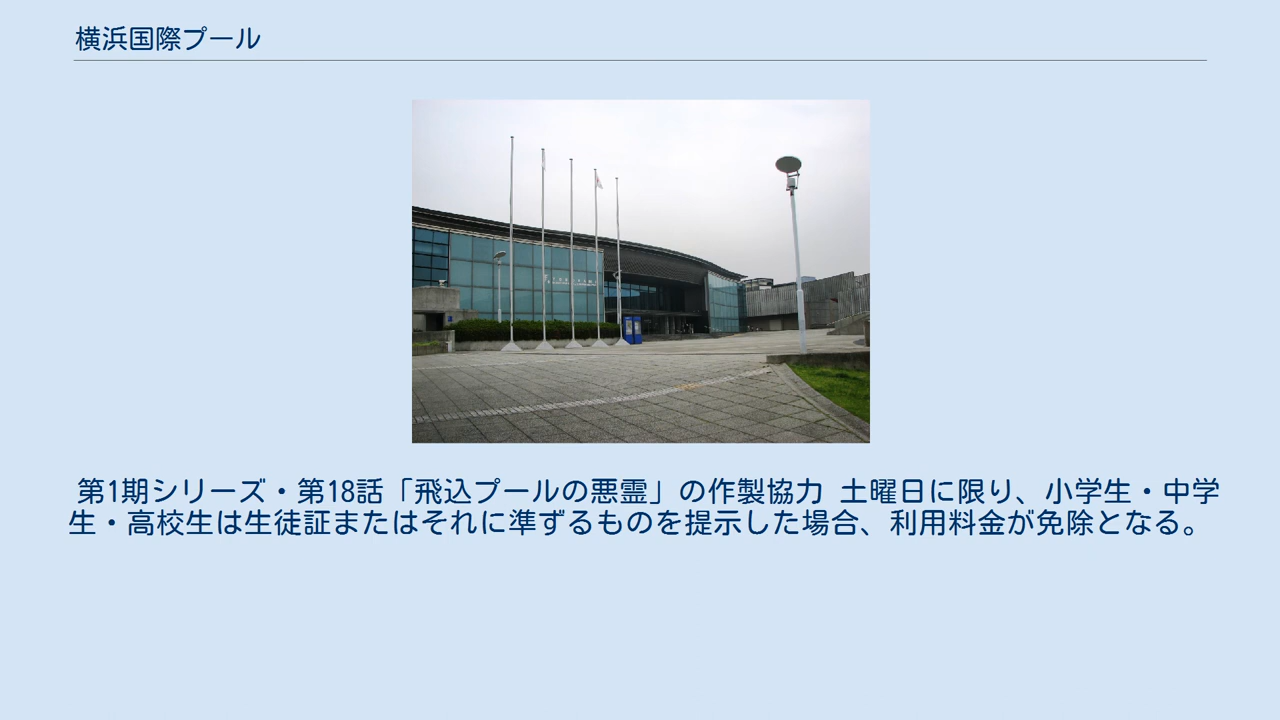 横浜国際プール
第1期シリーズ・第18話「飛込プールの悪霊」の作製協力 土曜日に限り、小学生・中学
生・高校生は生徒証またはそれに準ずるものを提示した場合、利用料金が免除となる。